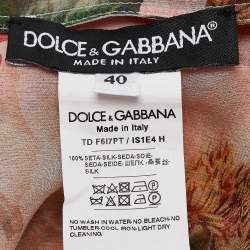 DOLCE & GABBANA
MADE IN ITALY
40
DOLCE & GABBANA
Made in Italy
TD F6I7PT / IS1E4 H
100% SETA-SILK-SEDA-SOIE-
SILK
NO WASH IN WATER-NO BLEACH-NO
TUMBLER-COOL IRON-LIGHT DRY
CLEANING